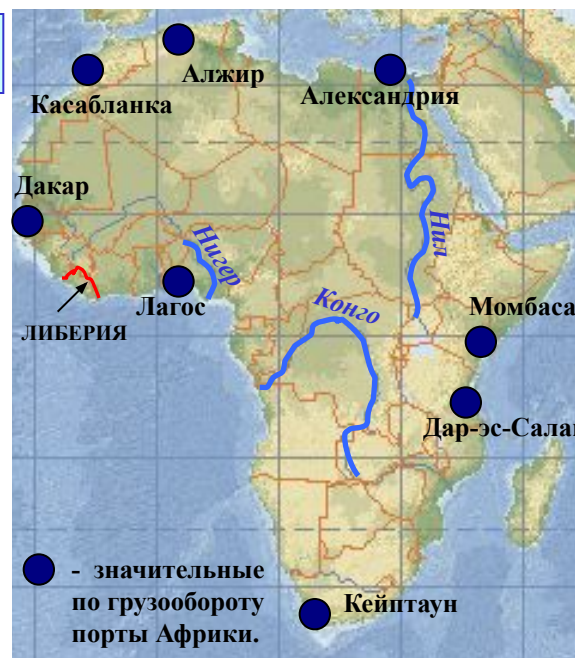 Алжир
Касабланка
Александрия
Дакар
Нигер
Нил
Лагос
Конго
Момбаса
ЛИБЕРИЯ
Дар-эс-Салам
- значительные
по грузообороту
порты Африки.
Кейптаун